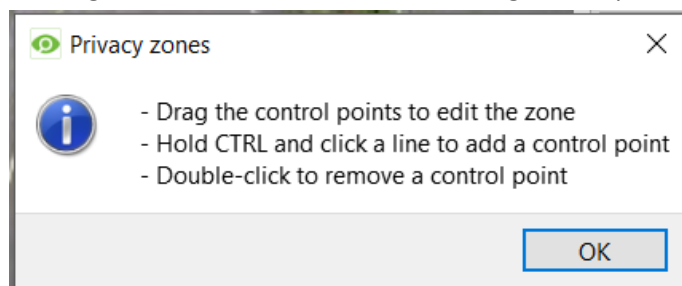 Privacy zones
- Drag the control points to edit the zone
- Hold CTRL and click a line to add a control point
- Double-click to remove a control point
OK